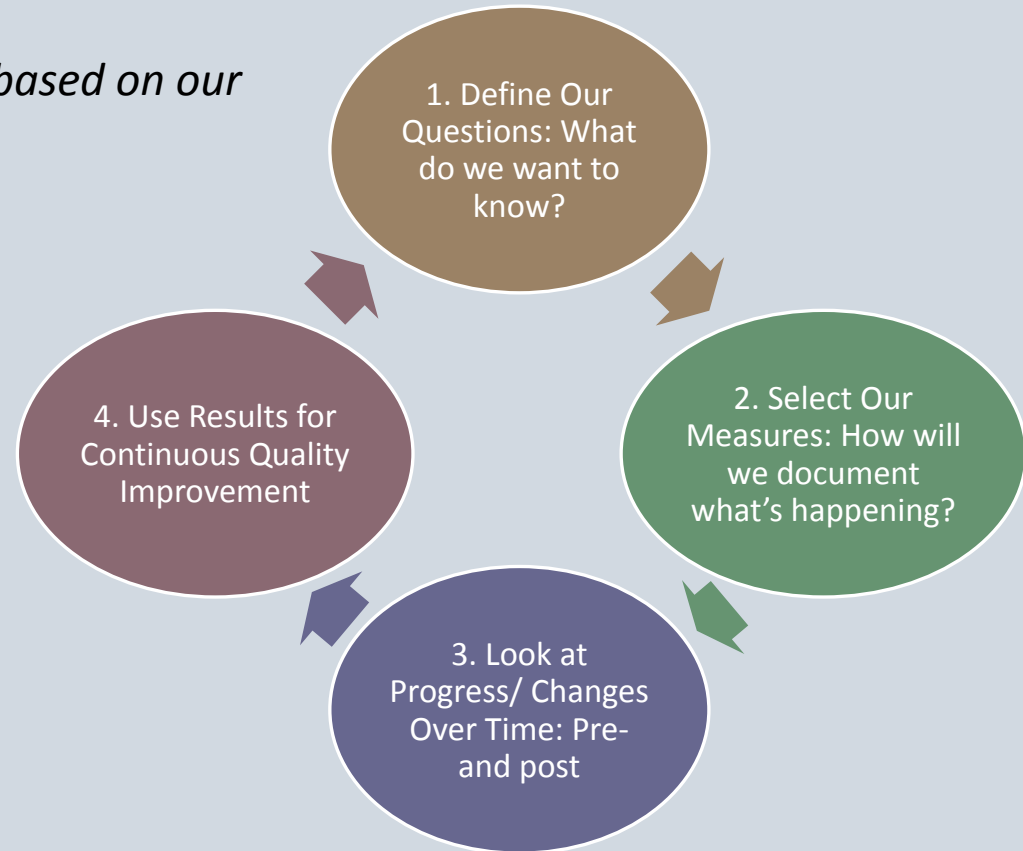 based on our
1. Define Our
Questions: What
do we want to
know?
2. Select Our
Measures: How will
we document
what’s happening?
3. Look at
Progress/ Changes
Over Time: Pre-
and post
4. Use Results for
Continuous Quality
Improvement